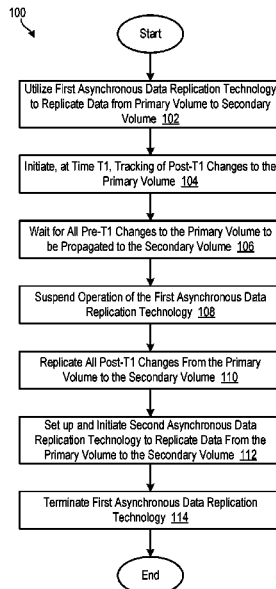 100
Start
Utilize First Asynchronous Data Replication Technology
to Replicate Data from Primary Volume to Secondary
Volume 102
Initiate, at Time T1, Tracking of Post-T1 Changes to the
Primary Volume 104
Wait for All Pre-T1 Changes to the Primary Volume to
be Propagated to the Secondary Volume 106
Suspend Operation of the First Asynchronous Data
Replication Technology 108
Replicate All Post-T1 Changes From the Primary
Volume to the Secondary Volume 110
Set up and Initiate Second Asynchronous Data
Replication Technology to Replicate Data From the
Primary Volume to the Secondary Volume 112
Terminate First Asynchronous Data Replication
Technology 114
End